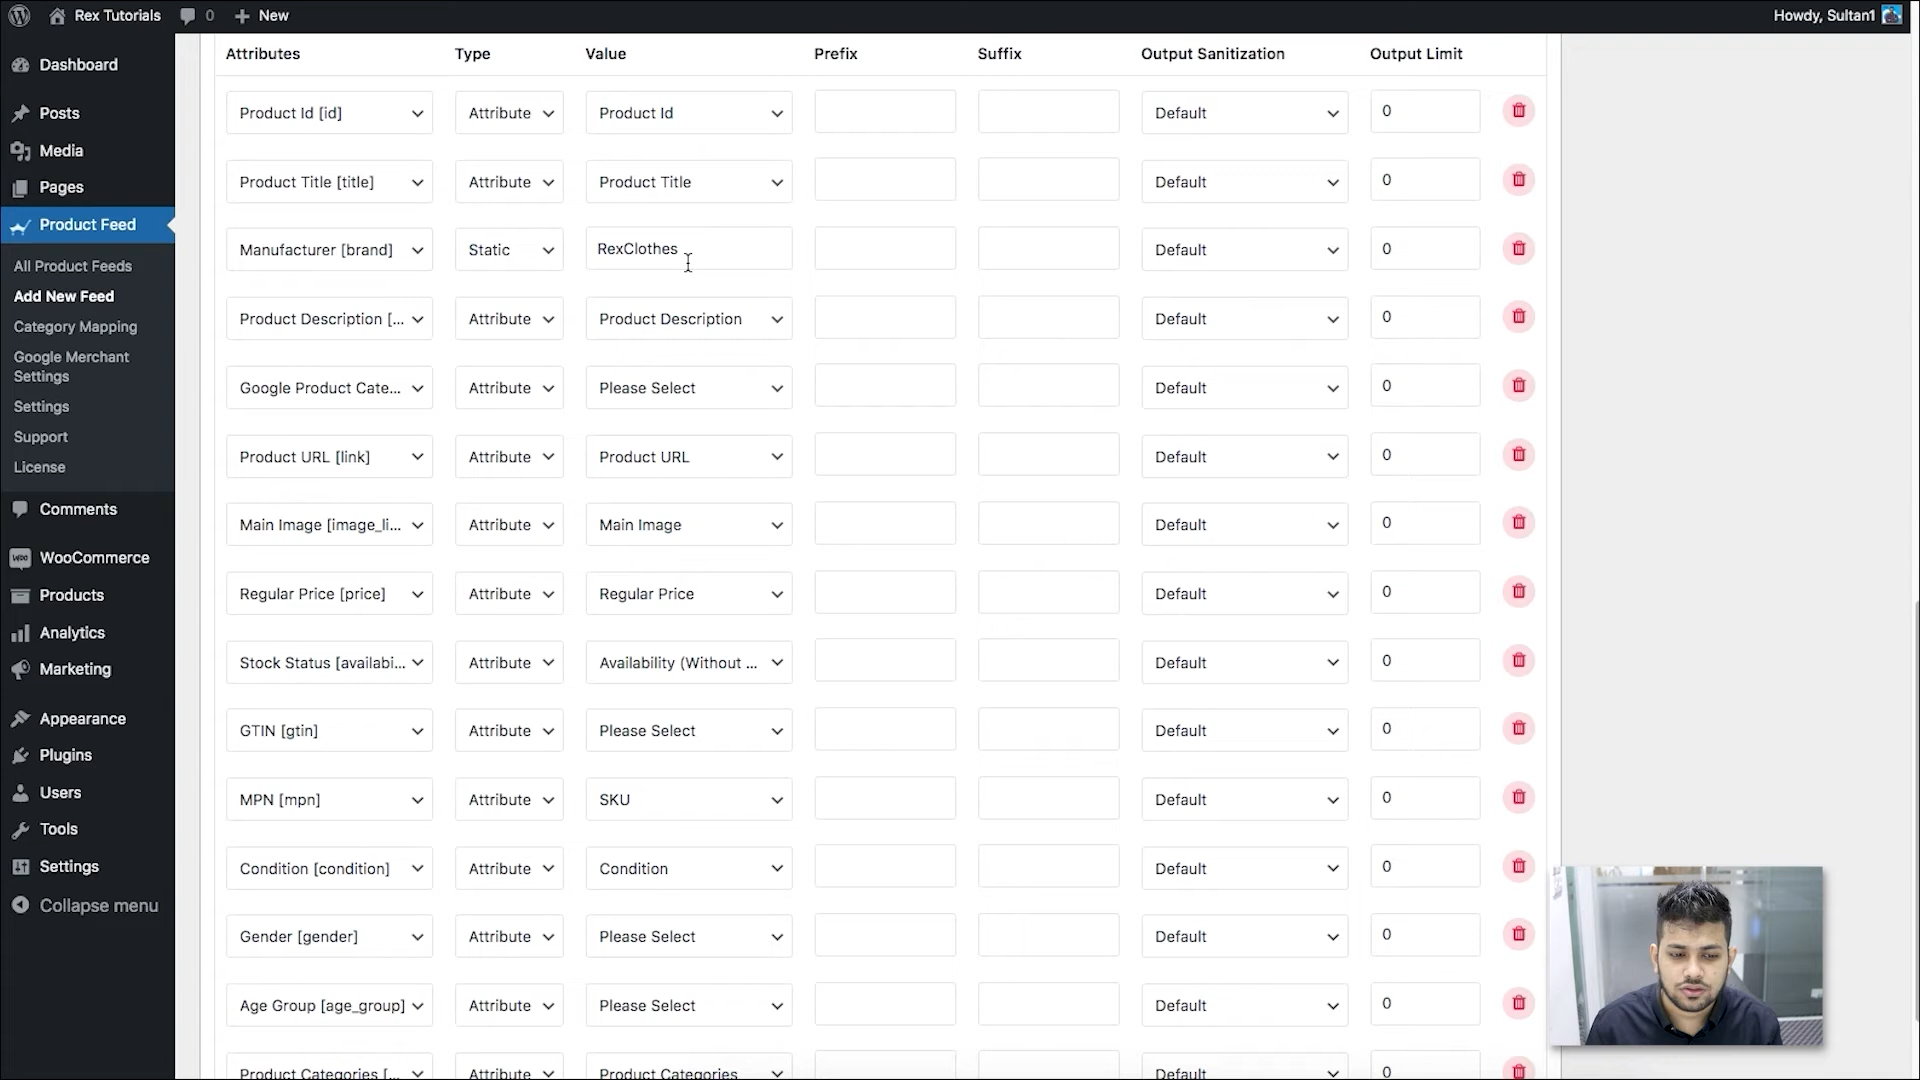 Rex Tutorials
0
New
Howdy, Sultan1
Dashboard
Posts
Media
Pages
Product Feed
All Product Feeds
Add New Feed
Category Mapping
Google Merchant
Settings
Settings
Support
License
Comments
WooCommerce
Products
Analytics
Marketing
Appearance
Plugins
Users
Tools
Settings
Collapse menu
Attributes Type Value Prefix Suffix Output Sanitization Output Limit
Product Id [id] Attribute Product Id Default 0
Product Title [title] Attribute Product Title Default 0
Manufacturer [brand] Static RexClothes Default 0
Product Description [... Attribute Product Description Default 0
Google Product Cate... Attribute Please Select Default 0
Product URL [link] Attribute Product URL Default 0
Main Image [image_li... Attribute Main Image Default 0
Regular Price [price] Attribute Regular Price Default 0
Stock Status [availabi... Attribute Availability (Without ... Default 0
GTIN [gtin] Attribute Please Select Default 0
MPN [mpn] Attribute SKU Default 0
Condition [condition] Attribute Condition Default 0
Gender [gender] Attribute Please Select Default 0
Age Group [age_group] Attribute Please Select Default 0
Product Categories [... Attribute Product Categories Default 0